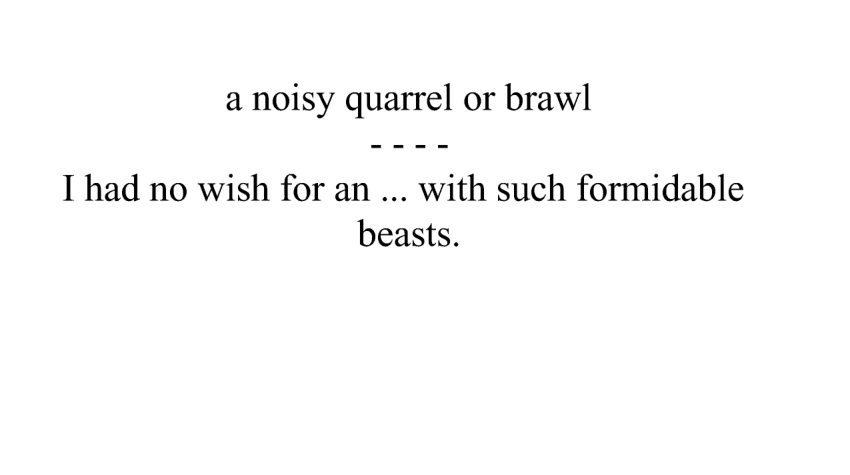 a noisy quarrel or brawl
- - - -
I had no wish for an ... with such formidable
beasts.